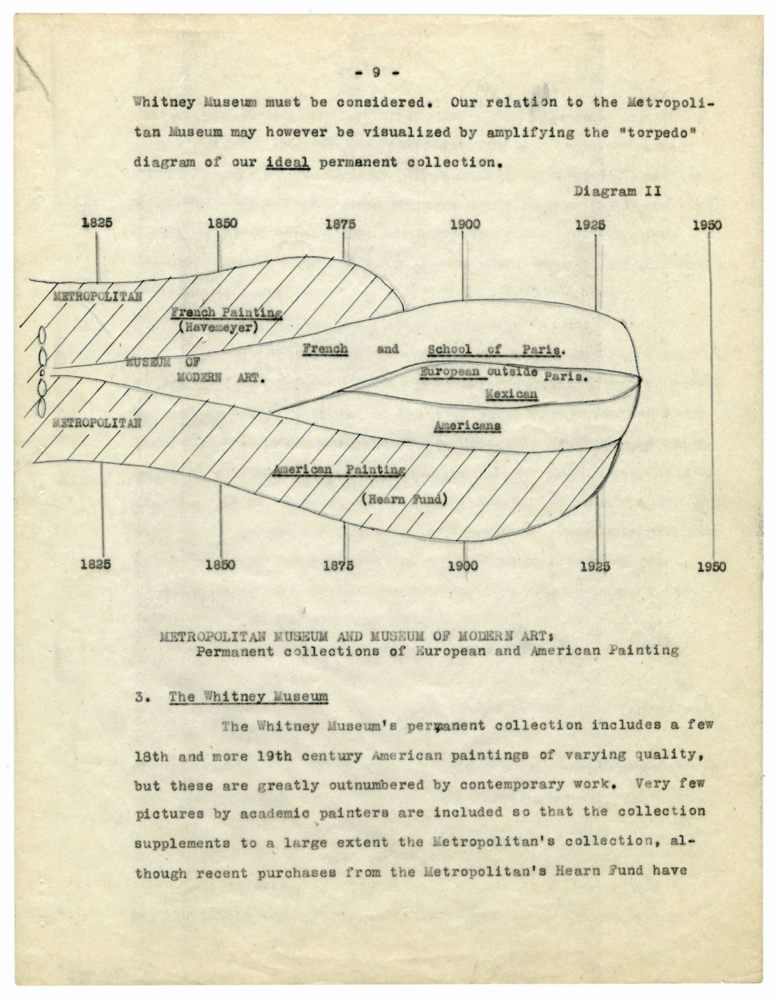 - 9 -
Whitney Museum must be considered. Our relation to the Metropoli-
tan Museum may however be visualized by amplifying the "torpedo"
diagram of our ideal permanent collection.
Diagram II
1825 1850 1875 1900 1925 1950
METROPOLITAN
French Painting
(Havemeyer)
French and School of Paris.
MUSEUM OF
MODERN ART.
European outside Paris.
Mexican
METROPOLITAN
Americans
American Painting
(Hearn Fund)
1825 1850 1875 1900 1925 1950
METROPOLITAN MUSEUM AND MUSEUM OF MODERN ART:
Permanent collections of European and American Painting
3. The Whitney Museum
The Whitney Museum's permanent collection includes a few
18th and more 19th century American paintings of varying quality,
but these are greatly outnumbered by contemporary work. Very few
pictures by academic painters are included so that the collection
supplements to a large extent the Metropolitan's collection, al-
though recent purchases from the Metropolitan's Hearn Fund have